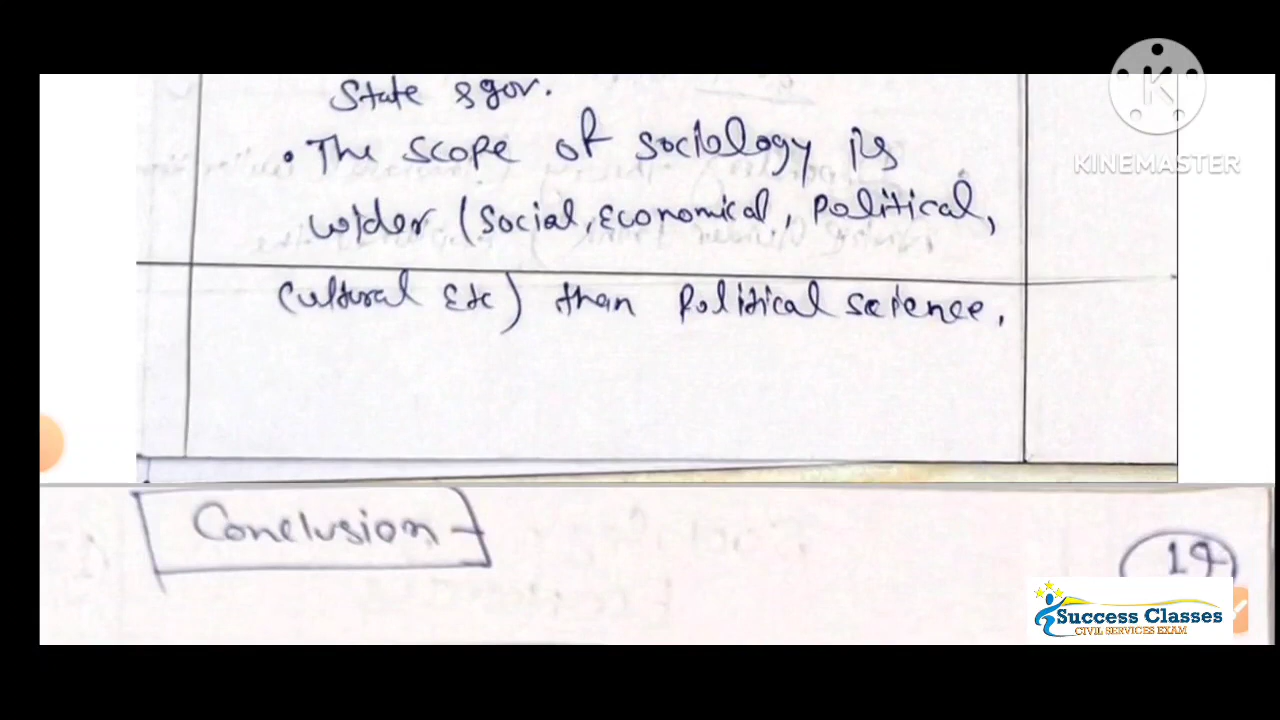 State & gov.
• The scope of sociology is
wider (Social, Economical, Political,
Cultural Etc) than Political science.
Conclusion -
19
KINEMASTER
Success Classes
CIVIL SERVICES EXAM